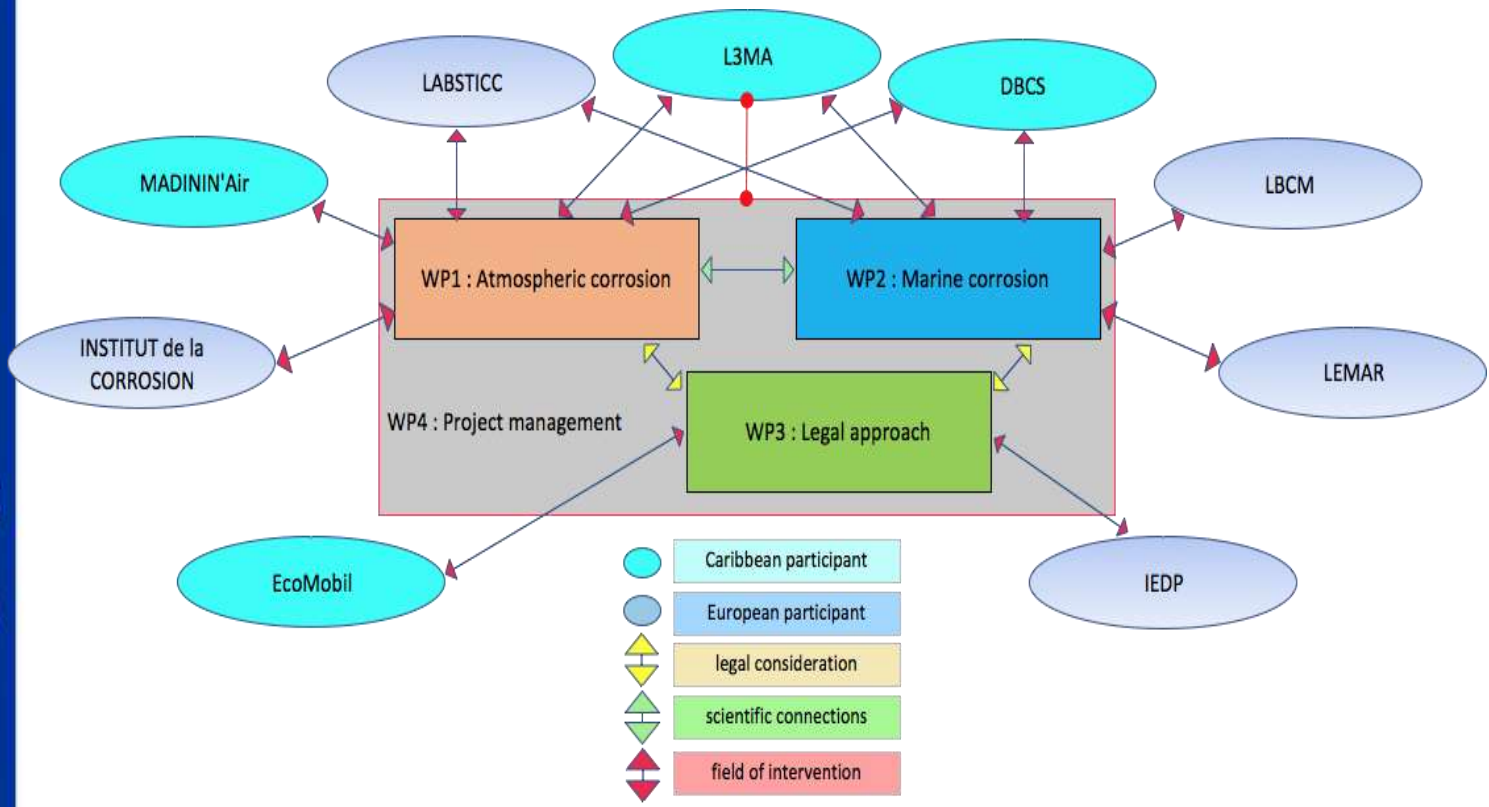 L3MA
LABSTICC
DBCS
MADININ'Air
LBCM
WP1 : Atmospheric corrosion
WP2 : Marine corrosion
INSTITUT de la
CORROSION
LEMAR
WP4 : Project management
WP3 : Legal approach
EcoMobil
IEDP
Caribbean participant
European participant
legal consideration
scientific connections
field of intervention